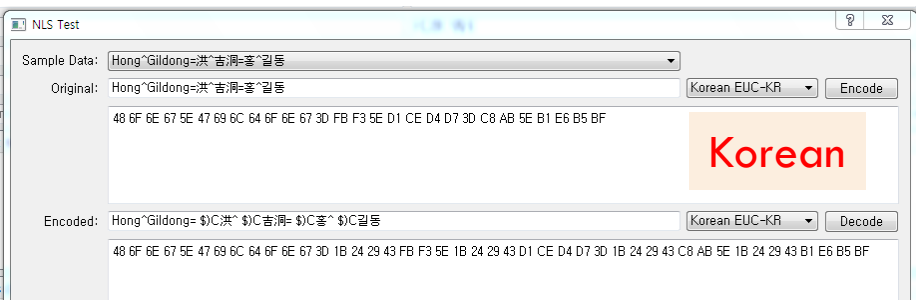 NLS Test
Sample Data: Hong^Gildong=洪^吉洞=홍^길동
Original: Hong^Gildong=洪^吉洞=홍^길동 Korean EUC-KR Encode
48 6F 6E 67 5E 47 69 6C 64 6F 6E 67 3D FB F3 5E D1 CE D4 D7 3D C8 AB 5E B1 E6 B5 BF
Korean
Encoded: Hong^Gildong= $)C洪^ $)C吉洞= $)C홍^ $)C길동 Korean EUC-KR Decode
48 6F 6E 67 5E 47 69 6C 64 6F 6E 67 3D 1B 24 29 43 FB F3 5E 1B 24 29 43 D1 CE D4 D7 3D 1B 24 29 43 C8 AB 5E 1B 24 29 43 B1 E6 B5 BF